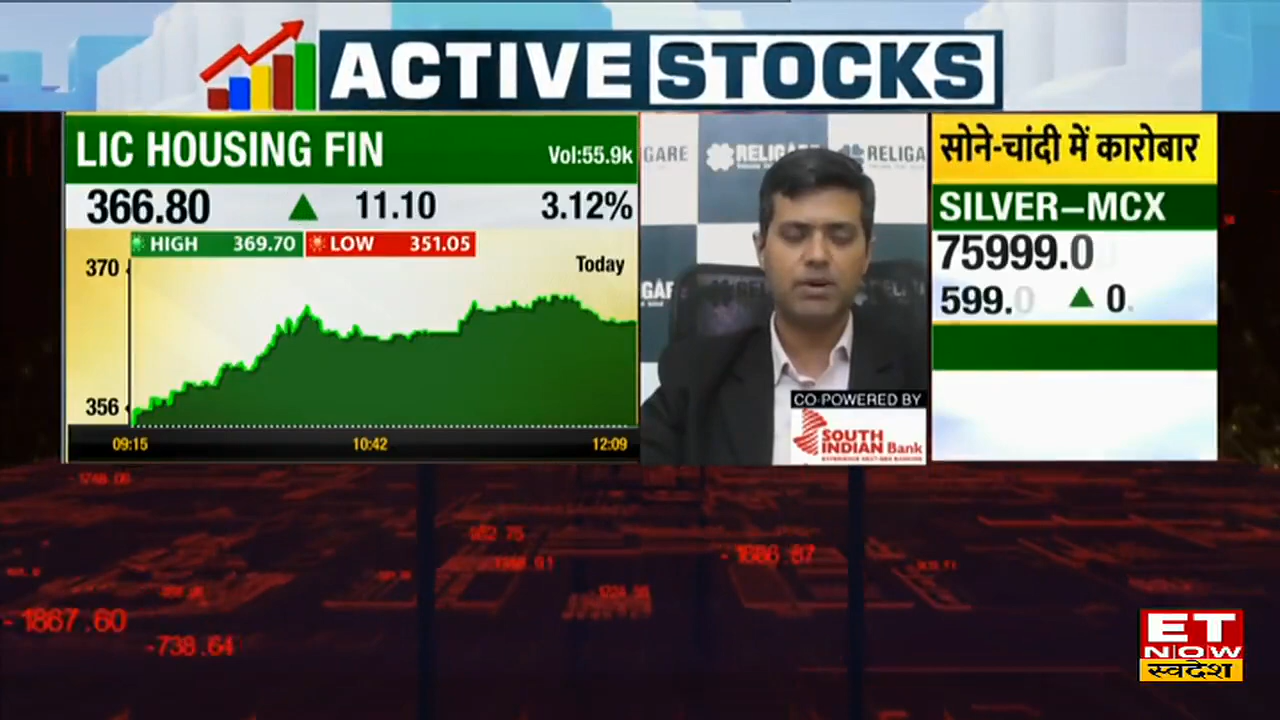 ACTIVE STOCKS
LIC HOUSING FIN
Vol:55.9k
366.80 ▲ 11.10 3.12%
HIGH 369.70 LOW 351.05
Today
370
356
09:15 10:42 12:09
RELIGARE
CO-POWERED BY
SOUTH
INDIAN Bank
सोने-चांदी में कारोबार
SILVER-MCX
75999.0
599.0 ▲ 0.
-1867.60
-738.64
ET
NOW
स्वदेश